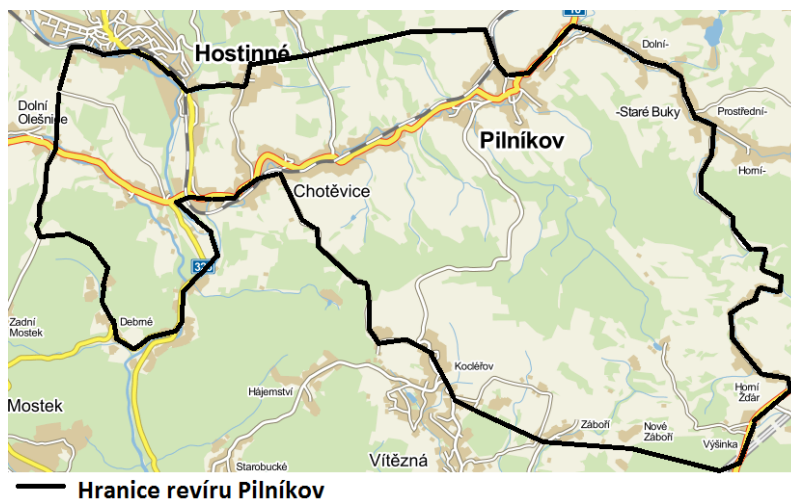 16
Hostinné
Dolní-
Dolní
Olešnice
-Staré Buky
Prostřední-
Pilníkov
Horní-
Chotěvice
Zadní
Mostek
Debrné
Kocléřov
Hájemství
Horní
Žďár
Mostek
Záboří
Nové
Záboří
Výšinka
Vítězná
Starobucké
Hranice revíru Pilníkov